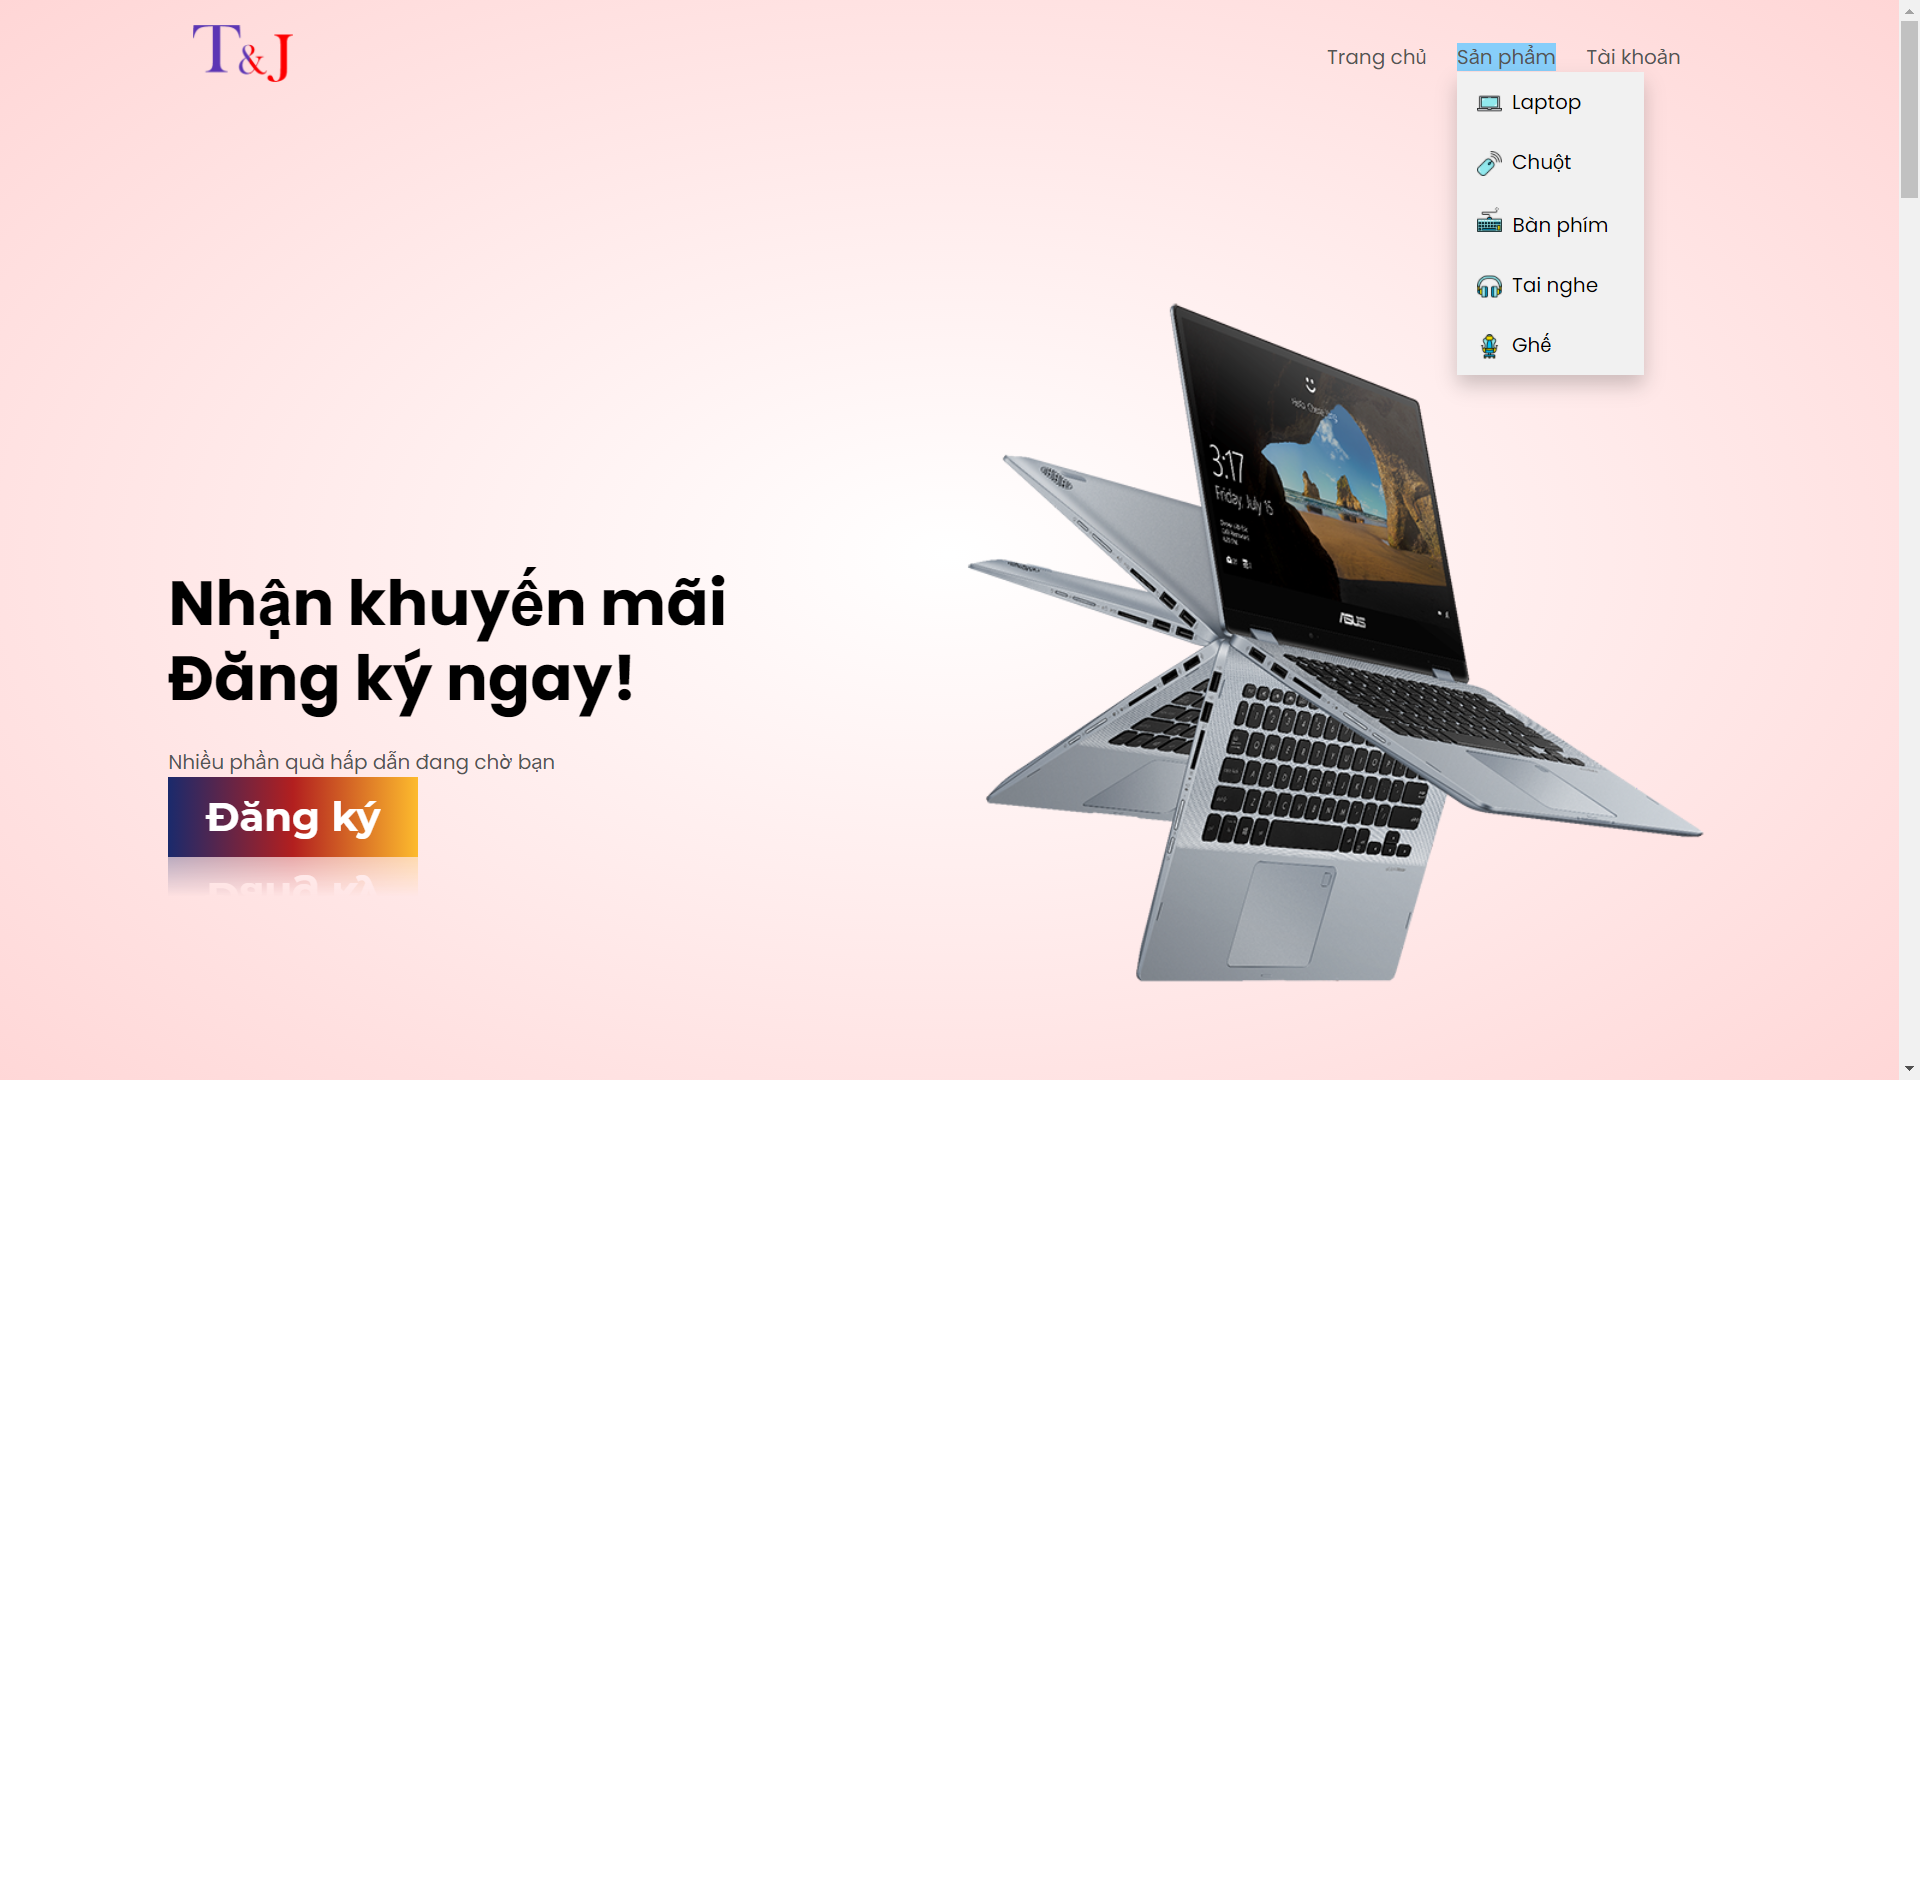 T&J
Trang chủ
Sản phẩm
Tài khoản
Laptop
Chuột
Bàn phím
Tai nghe
Ghế
3:17
Friday, July 15
ASUS
Nhận khuyến mãi
Đăng ký ngay!
Nhiều phần quà hấp dẫn đang chờ bạn
Đăng ký